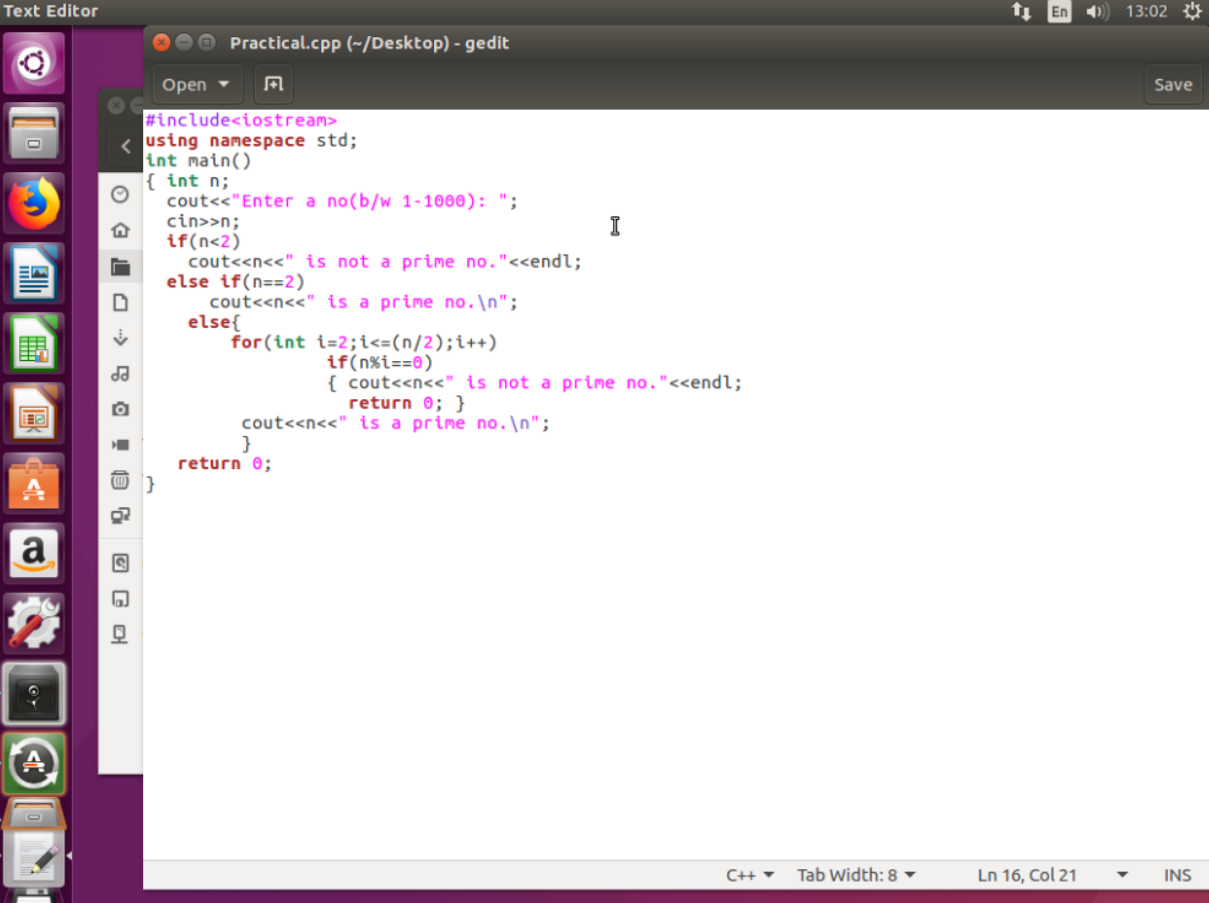 Text Editor
En
13:02
Practical.cpp (~/Desktop) - gedit
Open
Save
#include<iostream>
using namespace std;
int main()
{ int n;
  cout<<"Enter a no(b/w 1-1000): ";
  cin>>n;
  if(n<2)
    cout<<n<<" is not a prime no."<<endl;
  else if(n==2)
      cout<<n<<" is a prime no.\n";
    else{
        for(int i=2;i<=(n/2);i++)
                 if(n%i==0)
                 { cout<<n<<" is not a prime no."<<endl;
                   return 0; }
         cout<<n<<" is a prime no.\n";
         }
   return 0;
}
C++
Tab Width: 8
Ln 16, Col 21
INS